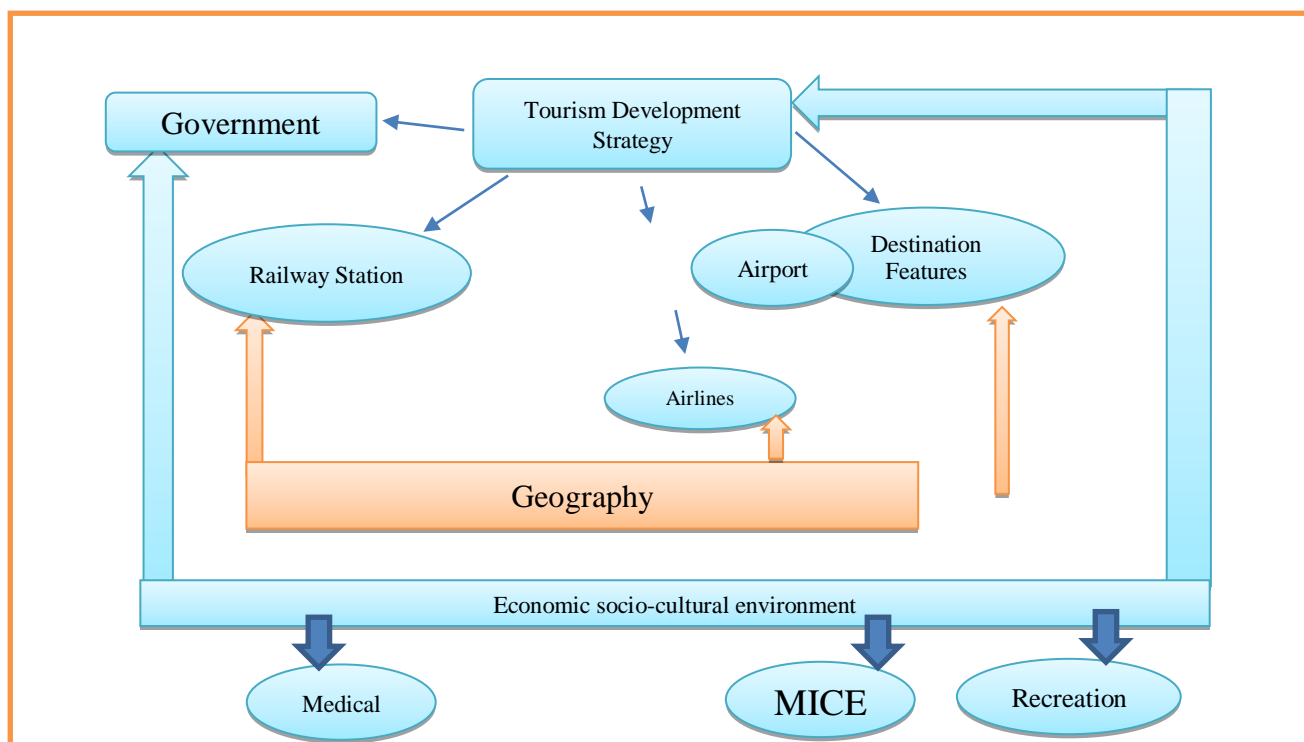 Government
Tourism Development
Strategy
Railway Station
Airport
Destination
Features
Airlines
Geography
Economic socio-cultural environment
Medical
MICE
Recreation